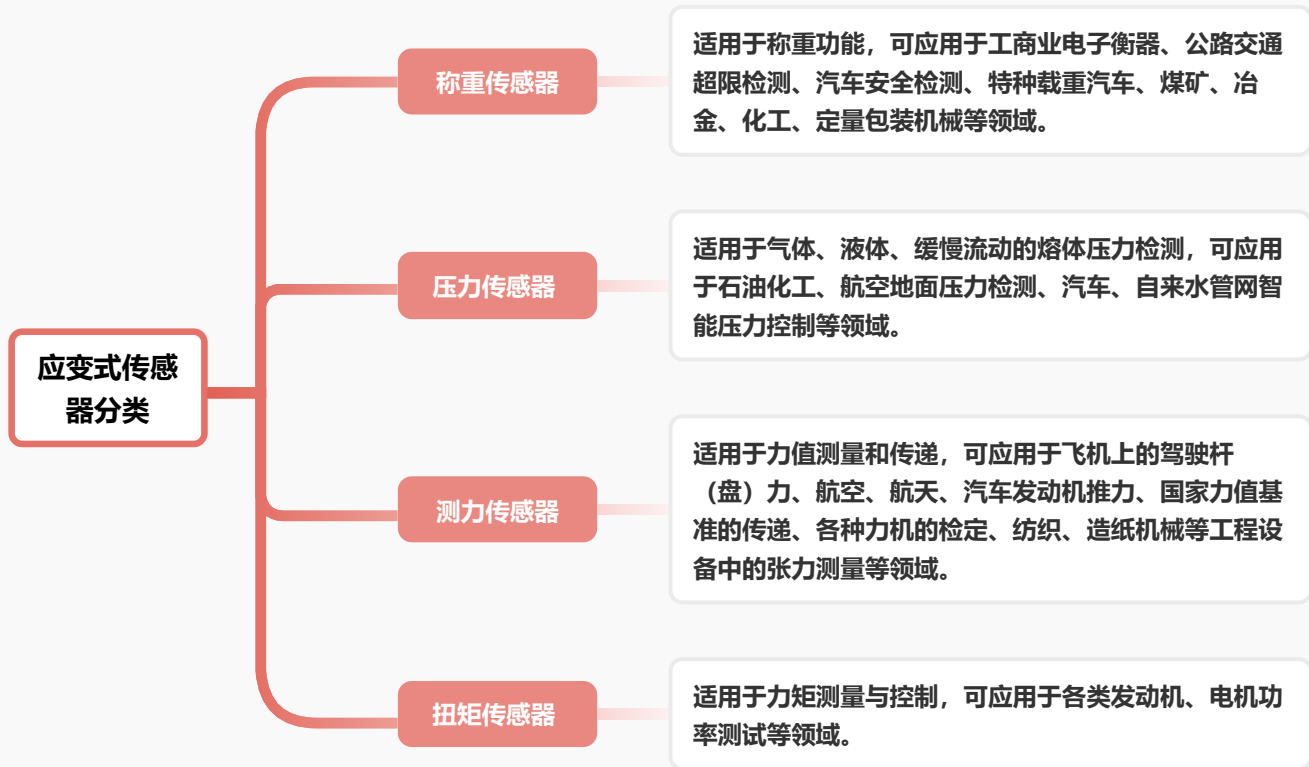 称重传感器
适用于称重功能，可应用于工商业电子衡器、公路交通
超限检测、汽车安全检测、特种载重汽车、煤矿、冶
金、化工、定量包装机械等领域。
压力传感器
适用于气体、液体、缓慢流动的熔体压力检测，可应用
于石油化工、航空地面压力检测、汽车、自来水管网智
能压力控制等领域。
应变式传感
器分类
测力传感器
适用于力值测量和传递，可应用于飞机上的驾驶杆
（盘）力、航空、航天、汽车发动机推力、国家力值基
准的传递、各种力机的检定、纺织、造纸机械等工程设
备中的张力测量等领域。
扭矩传感器
适用于力矩测量与控制，可应用于各类发动机、电机功
率测试等领域。